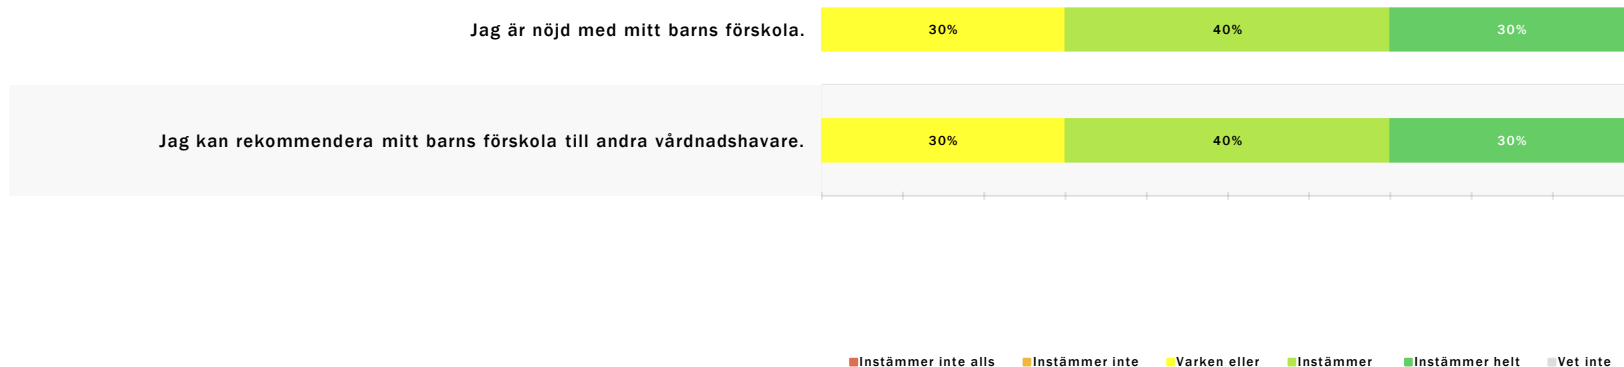 Jag är nöjd med mitt barns förskola.
30% 40% 30%
Jag kan rekommendera mitt barns förskola till andra vårdnadshavare.
30% 40% 30%
Instämmer inte alls Instämmer inte Varken eller Instämmer Instämmer helt Vet inte